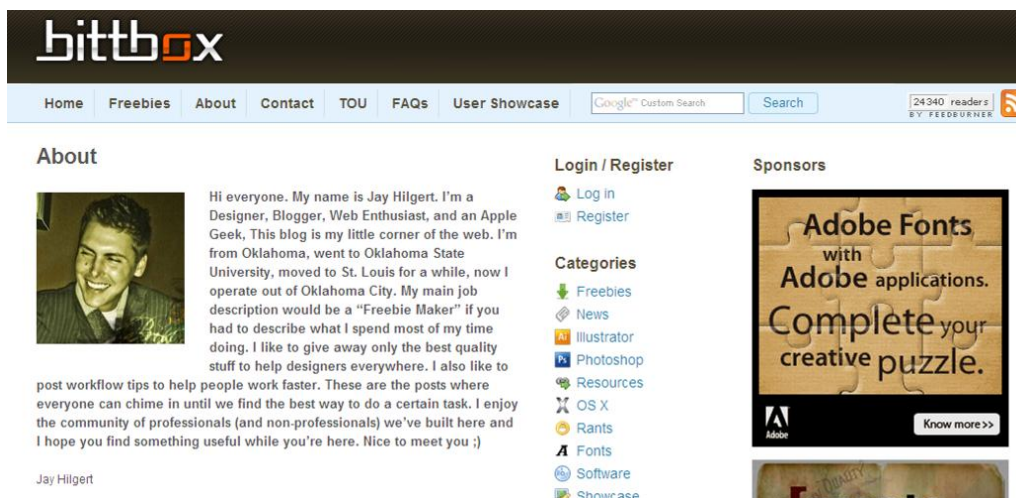 bittbox
Home Freebies About Contact TOU FAQs User Showcase Google™ Custom Search Search 24340 readers
BY FEEDBURNER
About
Hi everyone. My name is Jay Hilgert. I'm a
Designer, Blogger, Web Enthusiast, and an Apple
Geek, This blog is my little corner of the web. I'm
from Oklahoma, went to Oklahoma State
University, moved to St. Louis for a while, now I
operate out of Oklahoma City. My main job
description would be a “Freebie Maker” if you
had to describe what I spend most of my time
doing. I like to give away only the best quality
stuff to help designers everywhere. I also like to
post workflow tips to help people work faster. These are the posts where
everyone can chime in until we find the best way to do a certain task. I enjoy
the community of professionals (and non-professionals) we've built here and
I hope you find something useful while you're here. Nice to meet you ;)
Jay Hilgert
Login / Register
Log in
Register
Categories
Freebies
News
Ai Illustrator
Ps Photoshop
Resources
X OS X
Rants
A Fonts
Software
Showcase
Sponsors
Adobe Fonts
with
Adobe applications.
Complete your
creative puzzle.
Adobe
Know more >>
QUALITY